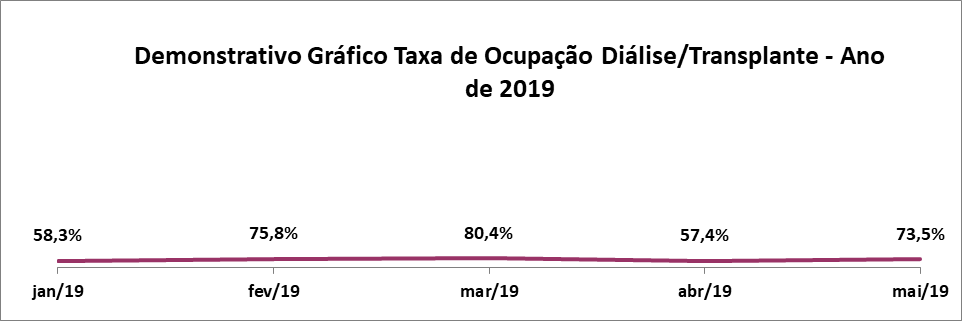 Demonstrativo Gráfico Taxa de Ocupação Diálise/Transplante - Ano
de 2019
58,3% 75,8% 80,4% 57,4% 73,5%
jan/19 fev/19 mar/19 abr/19 mai/19